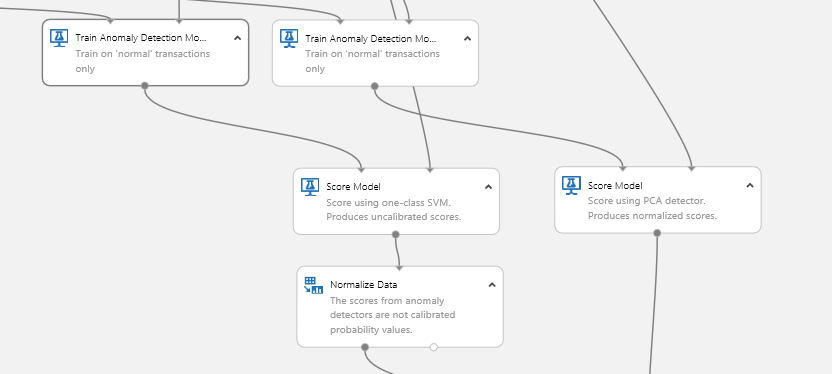 Train Anomaly Detection Mo...
Train on 'normal' transactions
only
Train Anomaly Detection Mo...
Train on 'normal' transactions
only
Score Model
Score using one-class SVM.
Produces uncalibrated scores.
Score Model
Score using PCA detector.
Produces normalized scores.
Normalize Data
The scores from anomaly
detectors are not calibrated
probability values.